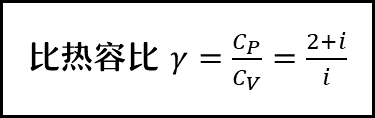 比热容比 γ = C_P/C_V = 2+i/i